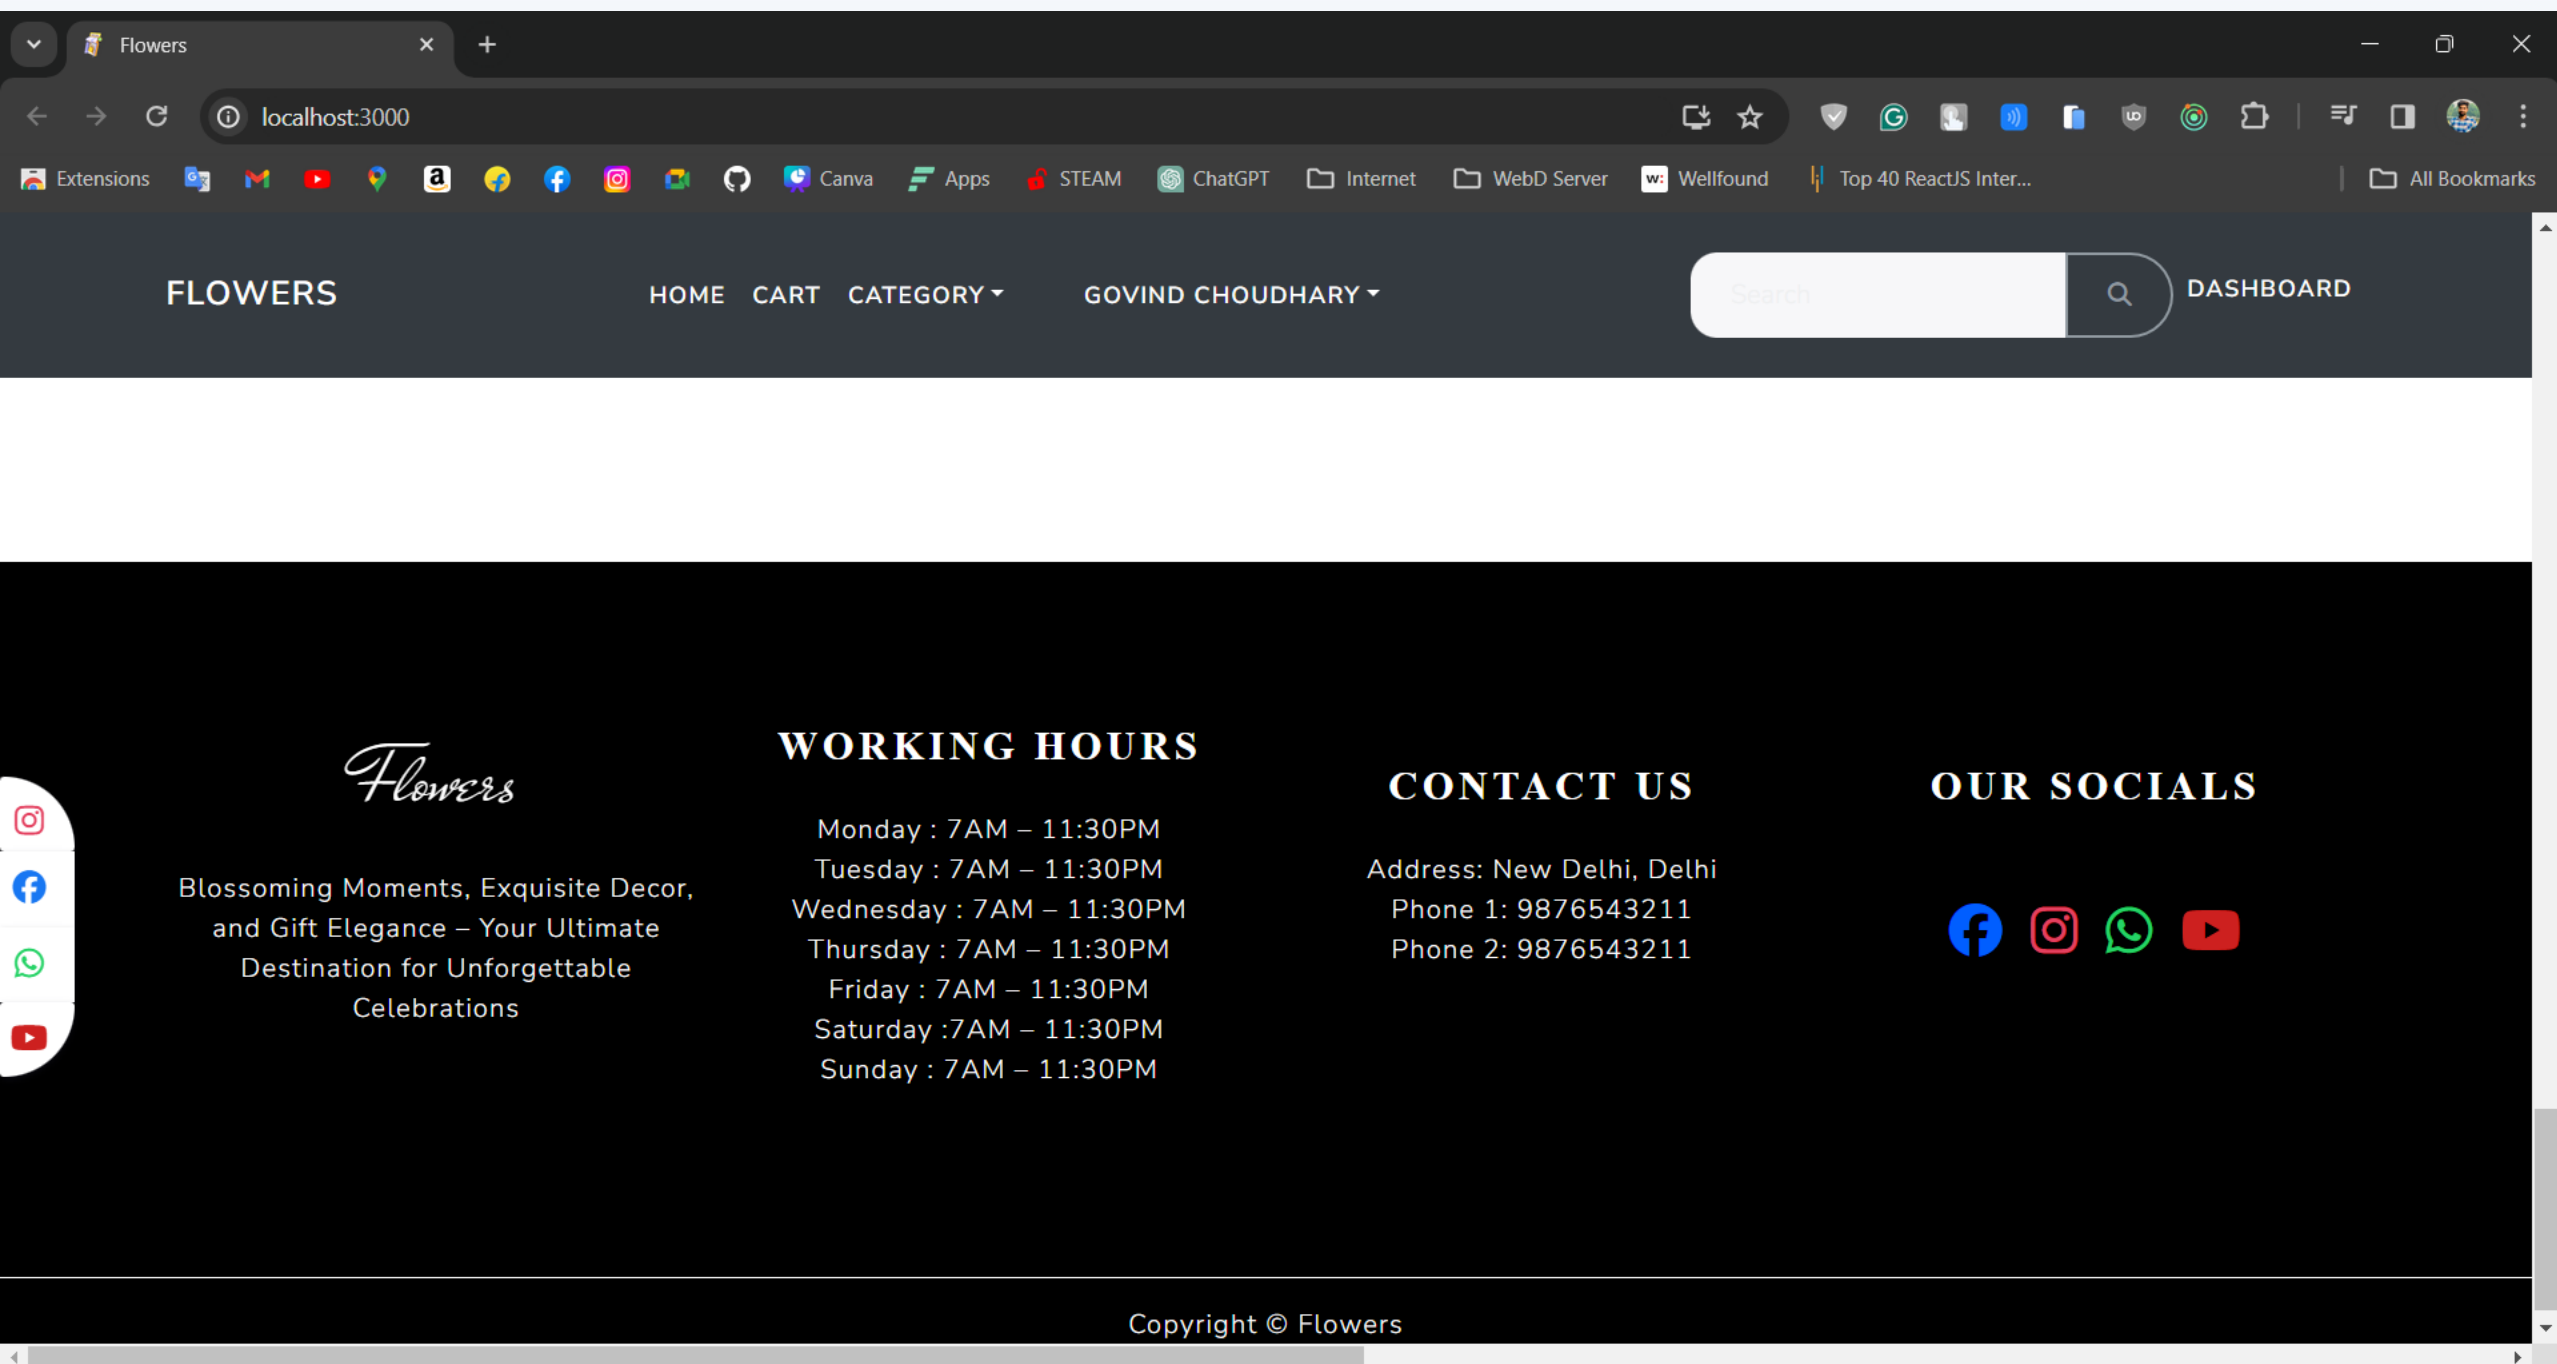 Flowers
localhost:3000
Extensions
Canva
Apps
STEAM
ChatGPT
Internet
WebD Server
w: Wellfound
Top 40 ReactJS Inter...
All Bookmarks
FLOWERS HOME CART CATEGORY GOVIND CHOUDHARY Search DASHBOARD
Flowers
Blossoming Moments, Exquisite Decor,
and Gift Elegance – Your Ultimate
Destination for Unforgettable
Celebrations
WORKING HOURS
Monday : 7AM – 11:30PM
Tuesday : 7AM – 11:30PM
Wednesday : 7AM – 11:30PM
Thursday : 7AM – 11:30PM
Friday : 7AM – 11:30PM
Saturday :7AM – 11:30PM
Sunday : 7AM – 11:30PM
CONTACT US
Address: New Delhi, Delhi
Phone 1: 9876543211
Phone 2: 9876543211
OUR SOCIALS
Copyright © Flowers